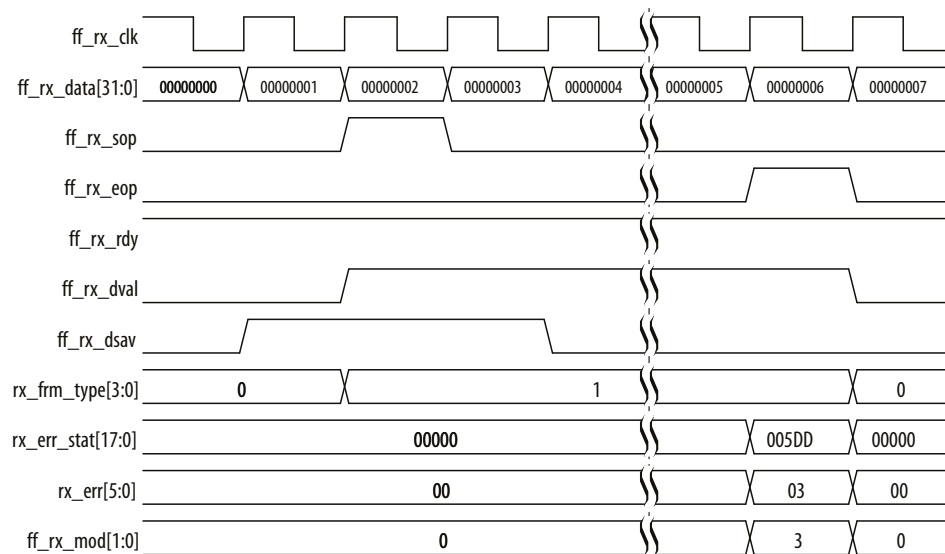 ff_rx_clk
ff_rx_data[31:0] 00000000 00000001 00000002 00000003 00000004 00000005 00000006 00000007
ff_rx_sop
ff_rx_eop
ff_rx_rdy
ff_rx_dval
ff_rx_dsav
rx_frm_type[3:0] 0 1 0
rx_err_stat[17:0] 00000 005DD 00000
rx_err[5:0] 00 03 00
ff_rx_mod[1:0] 0 3 0